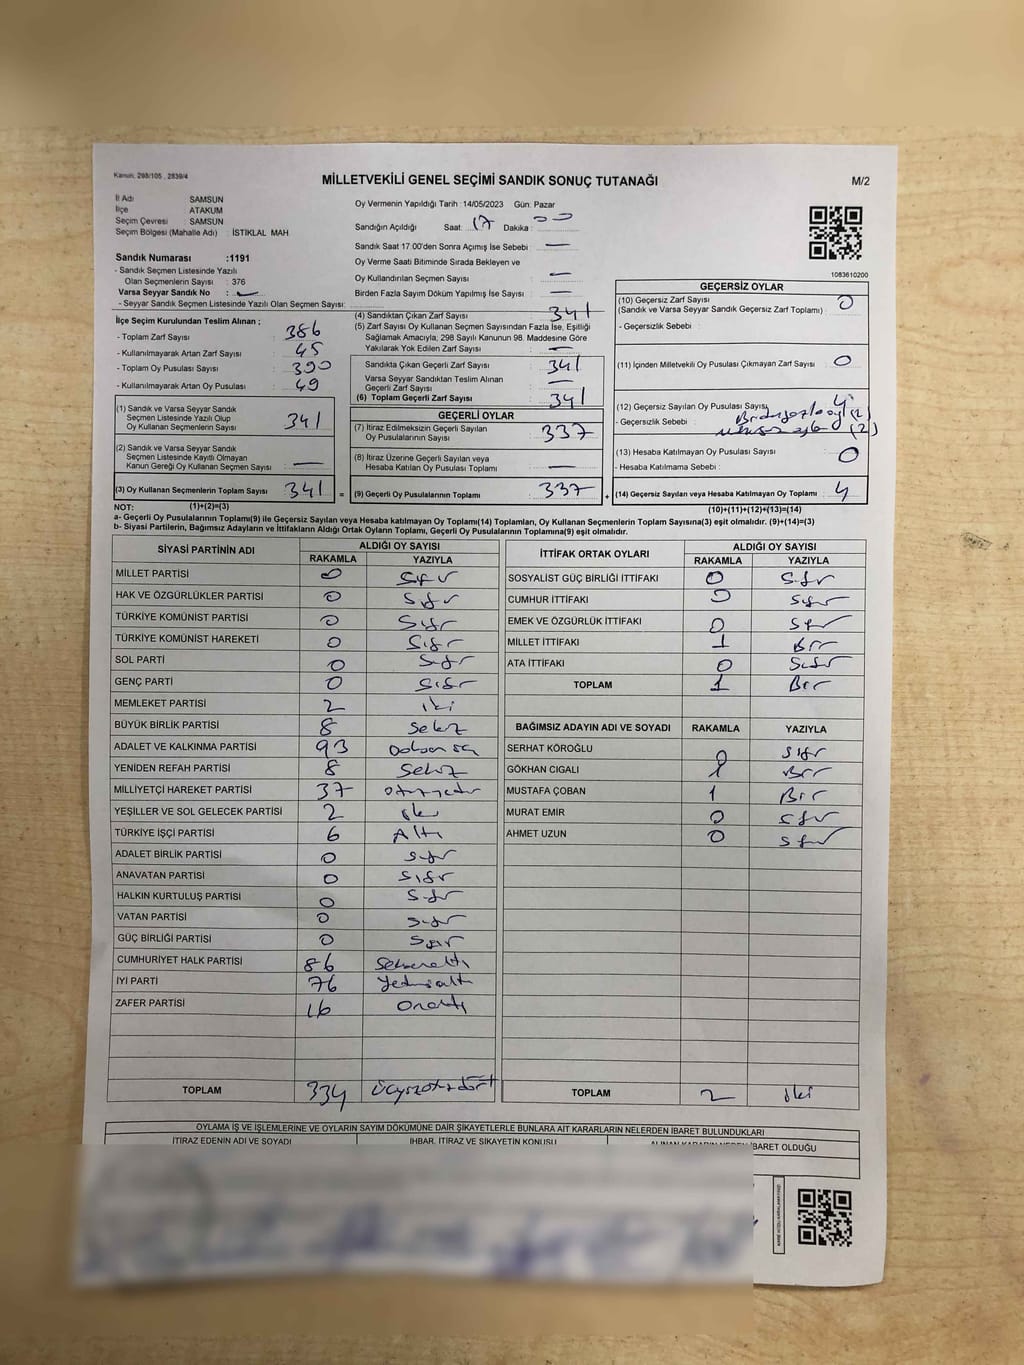 Kanun, 298/105 , 2839/4
MİLLETVEKİLİ GENEL SEÇİMİ SANDIK SONUÇ TUTANAĞI
M/2
İl Adı SAMSUN
İlçe ATAKUM
Seçim Çevresi SAMSUN
Seçim Bölgesi (Mahalle Adı) : İSTİKLAL MAH.
Sandık Numarası :1191
- Sandık Seçmen Listesinde Yazılı
Olan Seçmenlerin Sayısı : 376
Varsa Seyyar Sandık No :
- Seyyar Sandık Seçmen Listesinde Yazılı Olan Seçmen Sayısı:
Oy Vermenin Yapıldığı Tarih :14/05/2023 Gün: Pazar
Sandığın Açıldığı Saat: 17 Dakika : 00
Sandık Saat 17.00'den Sonra Açımış İse Sebebi : —
Oy Verme Saati Bitiminde Sırada Bekleyen ve
Oy Kullandırılan Seçmen Sayısı : —
Birden Fazla Sayım Döküm Yapılmış İse Sayısı : —
1083610200
İlçe Seçim Kurulundan Teslim Alınan ;
- Toplam Zarf Sayısı : 386
- Kullanılmayarak Artan Zarf Sayısı : 45
- Toplam Oy Pusulası Sayısı : 390
- Kullanılmayarak Artan Oy Pusulası : 49
(1) Sandık ve Varsa Seyyar Sandık
Seçmen Listesinde Yazılı Olup
Oy Kullanan Seçmenlerin Sayısı : 341
(2) Sandık ve Varsa Seyyar Sandık
Seçmen Listesinde Kayıtlı Olmayan
Kanun Gereği Oy Kullanan Seçmen Sayısı : —
(3) Oy Kullanan Seçmenlerin Toplam Sayısı : 341 =
(4) Sandıktan Çıkan Zarf Sayısı : 341
(5) Zarf Sayısı Oy Kullanan Seçmen Sayısından Fazla İse, Eşitliği
Sağlamak Amacıyla, 298 Sayılı Kanunun 98. Maddesine Göre
Yakılarak Yok Edilen Zarf Sayısı : —
Sandıkta Çıkan Geçerli Zarf Sayısı : 341
Varsa Seyyar Sandıktan Teslim Alınan
Geçerli Zarf Sayısı : —
(6) Toplam Geçerli Zarf Sayısı : 341
GEÇERLİ OYLAR
(7) İtiraz Edilmeksizin Geçerli Sayılan
Oy Pusulalarının Sayısı : 337
(8) İtiraz Üzerine Geçerli Sayılan veya
Hesaba Katılan Oy Pusulası Toplamı : —
(9) Geçerli Oy Pusulalarının Toplamı : 337 +
GEÇERSİZ OYLAR
(10) Geçersiz Zarf Sayısı : 0
(Sandık ve Varsa Seyyar Sandık Geçersiz Zarf Toplamı)
- Geçersizlik Sebebi :
(11) İçinden Milletvekili Oy Pusulası Çıkmayan Zarf Sayısı : 0
(12) Geçersiz Sayılan Oy Pusulası Sayısı : 4
- Geçersizlik Sebebi : (2)
(2)
(13) Hesaba Katılmayan Oy Pusulası Sayısı : 0
- Hesaba Katılmama Sebebi :
(14) Geçersiz Sayılan veya Hesaba Katılmayan Oy Toplamı : 4
NOT: (1)+(2)=(3) (10)+(11)+(12)+(13)=(14)
a- Geçerli Oy Pusulalarının Toplamı(9) ile Geçersiz Sayılan veya Hesaba katılmayan Oy Toplamı(14) Toplamları, Oy Kullanan Seçmenlerin Toplam Sayısına(3) eşit olmalıdır. (9)+(14)=(3)
b- Siyasi Partilerin, Bağımsız Adayların ve İttifakların Aldığı Ortak Oyların Toplamı, Geçerli Oy Pusulalarının Toplamına(9) eşit olmalıdır.
SİYASİ PARTİNİN ADI ALDIĞI OY SAYISI
RAKAMLA YAZIYLA
MİLLET PARTİSİ 0 Sıfır
HAK VE ÖZGÜRLÜKLER PARTİSİ 0 Sıfır
TÜRKİYE KOMÜNİST PARTİSİ 0 Sıfır
TÜRKİYE KOMÜNİST HAREKETİ 0 Sıfır
SOL PARTİ 0 Sıfır
GENÇ PARTİ 0 Sıfır
MEMLEKET PARTİSİ 2 iki
BÜYÜK BİRLİK PARTİSİ 8 Sekiz
ADALET VE KALKINMA PARTİSİ 93 Doksan üç
YENİDEN REFAH PARTİSİ 8 Sekiz
MİLLİYETÇİ HAREKET PARTİSİ 37 otuzyedi
YEŞİLLER VE SOL GELECEK PARTİSİ 2 iki
TÜRKİYE İŞÇİ PARTİSİ 6 Altı
ADALET BİRLİK PARTİSİ 0 Sıfır
ANAVATAN PARTİSİ 0 Sıfır
HALKIN KURTULUŞ PARTİSİ 0 Sıfır
VATAN PARTİSİ 0 Sıfır
GÜÇ BİRLİĞİ PARTİSİ 0 Sıfır
CUMHURİYET HALK PARTİSİ 86 Seksenaltı
İYİ PARTİ 76 Yetmişaltı
ZAFER PARTİSİ 16 Onaltı
TOPLAM 334 Üçyüzotuzdört
İTTİFAK ORTAK OYLARI ALDIĞI OY SAYISI
RAKAMLA YAZIYLA
SOSYALİST GÜÇ BİRLİĞİ İTTİFAKI 0 Sıfır
CUMHUR İTTİFAKI 0 Sıfır
EMEK VE ÖZGÜRLÜK İTTİFAKI 0 Sıfır
MİLLET İTTİFAKI 1 Bir
ATA İTTİFAKI 0 Sıfır
TOPLAM 1 Bir
BAĞIMSIZ ADAYIN ADI VE SOYADI RAKAMLA YAZIYLA
SERHAT KÖROĞLU 0 Sıfır
GÖKHAN CIGALI 1 Bir
MUSTAFA ÇOBAN 1 Bir
MURAT EMİR 0 Sıfır
AHMET UZUN 0 Sıfır
TOPLAM 2 iki
OYLAMA İŞ VE İŞLEMLERİNE VE OYLARIN SAYIM DÖKÜMÜNE DAİR ŞİKAYETLERLE BUNLARA AİT KARARLARIN NELERDEN İBARET BULUNDUKLARI
İTİRAZ EDENİN ADI VE SOYADI İHBAR, İTİRAZ VE ŞİKAYETİN KONUSU ALINAN KARARIN NEDEN İBARET OLDUĞU